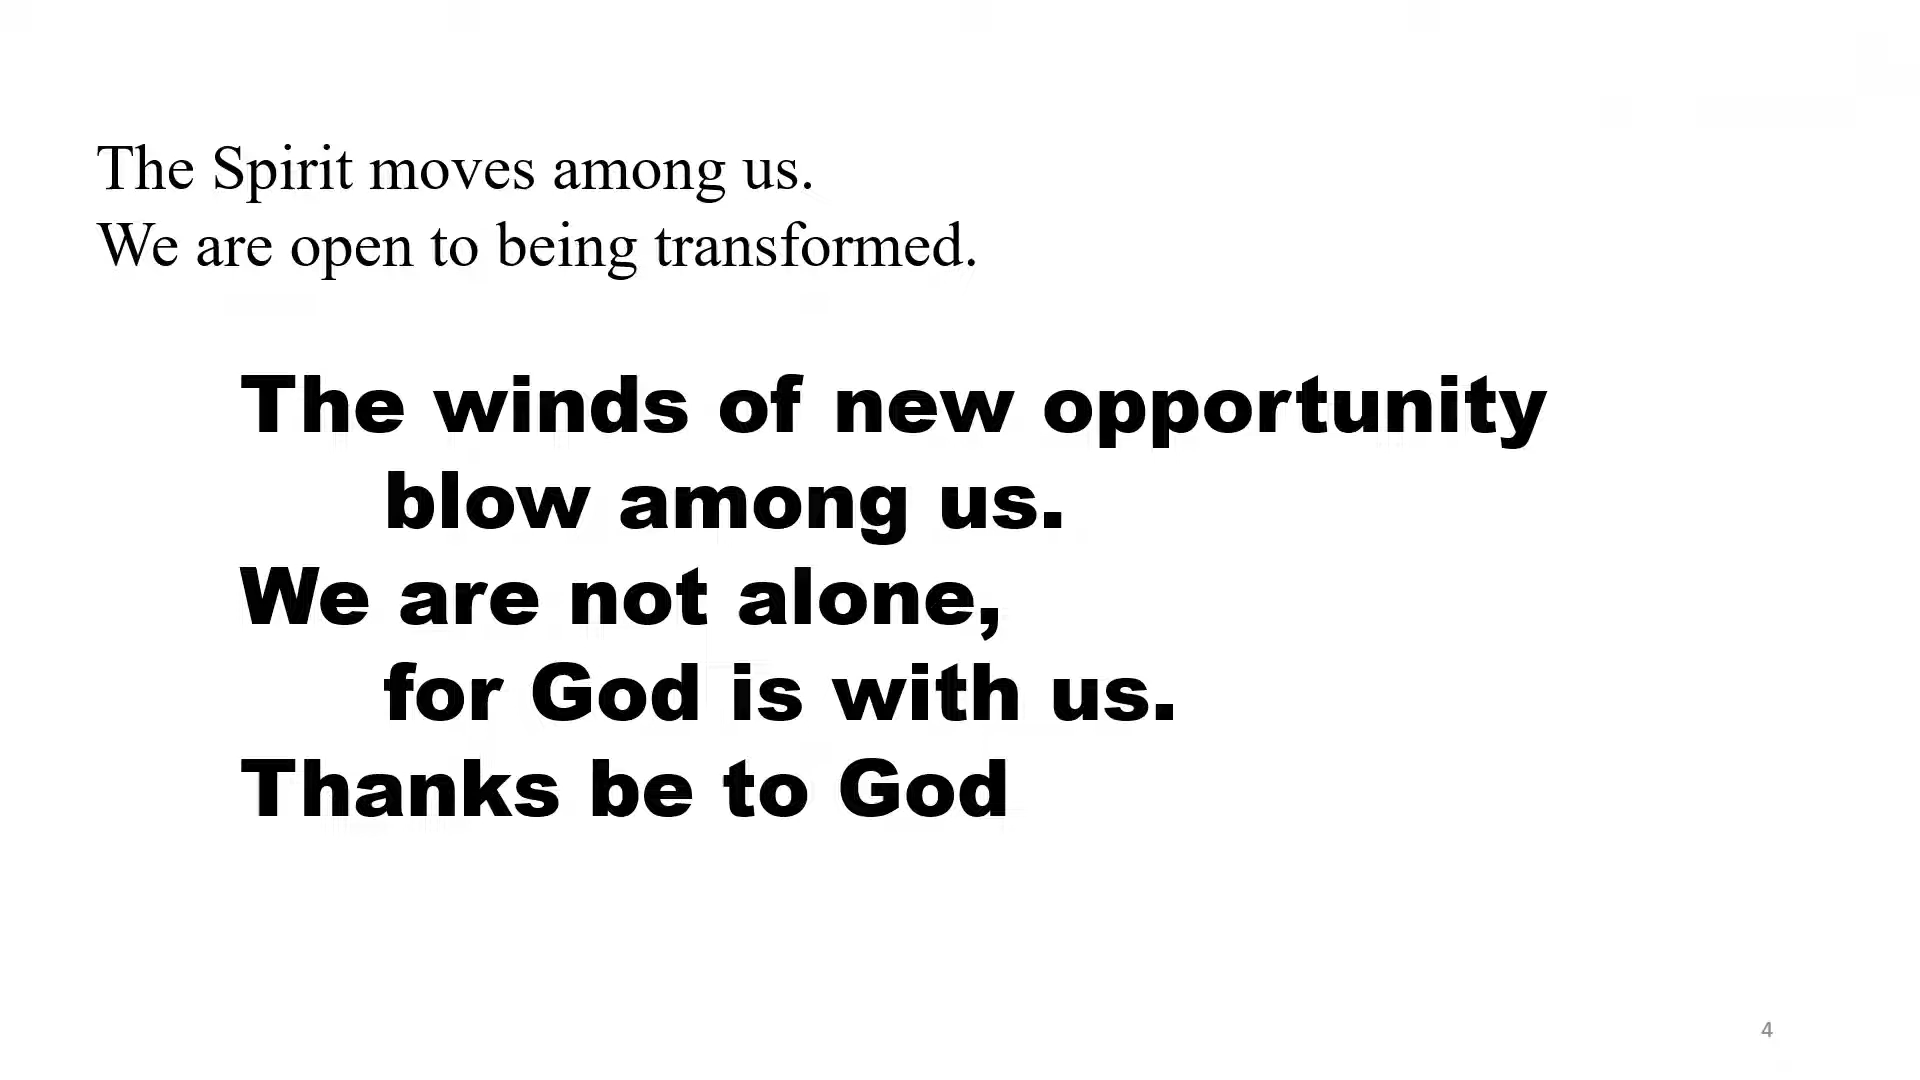 The Spirit moves among us.
We are open to being transformed.
The winds of new opportunity
blow among us.
We are not alone,
for God is with us.
Thanks be to God
4